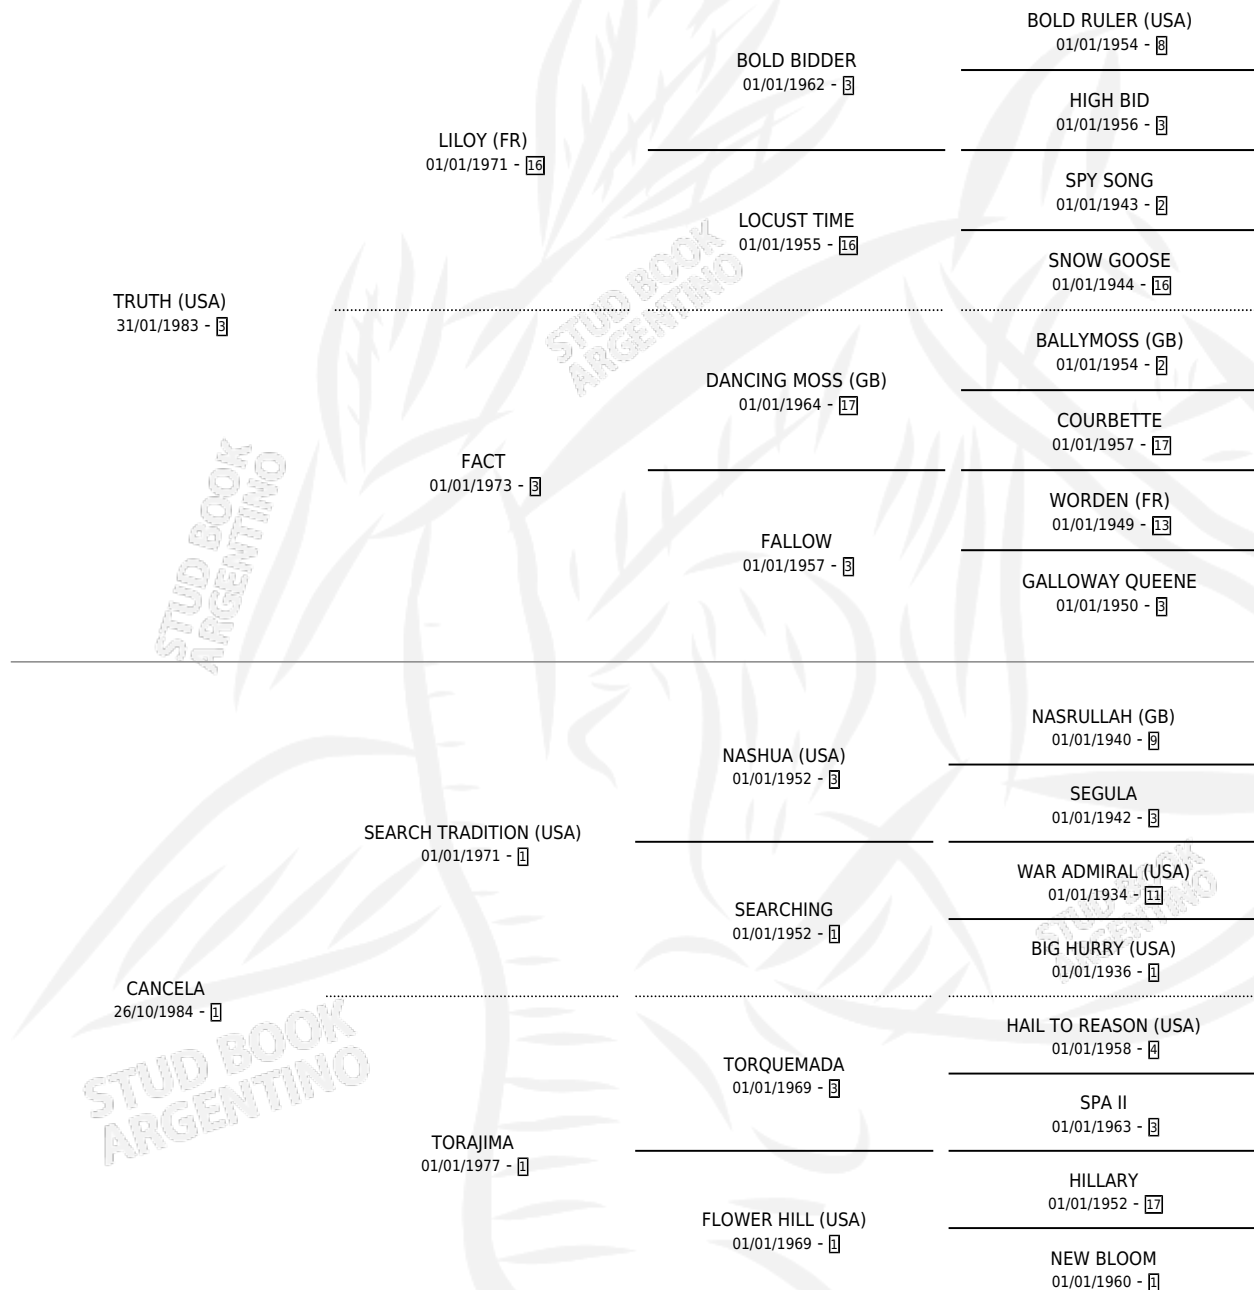 BOLD RULER (USA)
01/01/1954 - 8
BOLD BIDDER
01/01/1962 - 3
HIGH BID
01/01/1956 - 3
LILOY (FR)
01/01/1971 - 16
SPY SONG
01/01/1943 - 2
LOCUST TIME
01/01/1955 - 16
SNOW GOOSE
01/01/1944 - 16
TRUTH (USA)
31/01/1983 - 3
BALLYMOSS (GB)
01/01/1954 - 2
DANCING MOSS (GB)
01/01/1964 - 17
COURBETTE
01/01/1957 - 17
FACT
01/01/1973 - 3
WORDEN (FR)
01/01/1949 - 13
FALLOW
01/01/1957 - 3
GALLOWAY QUEENE
01/01/1950 - 3
NASRULLAH (GB)
01/01/1940 - 9
NASHUA (USA)
01/01/1952 - 3
SEGULA
01/01/1942 - 3
SEARCH TRADITION (USA)
01/01/1971 - 1
WAR ADMIRAL (USA)
01/01/1934 - 11
SEARCHING
01/01/1952 - 1
BIG HURRY (USA)
01/01/1936 - 1
CANCELA
26/10/1984 - 1
HAIL TO REASON (USA)
01/01/1958 - 4
TORQUEMADA
01/01/1969 - 3
SPA II
01/01/1963 - 3
TORAJIMA
01/01/1977 - 1
HILLARY
01/01/1952 - 17
FLOWER HILL (USA)
01/01/1969 - 1
NEW BLOOM
01/01/1960 - 1
STUD BOOK
ARGENTINO
STUD BOOK
ARGENTINO
STUD BOOK
ARGENTINO
STUD BOOK
ARGENTINO